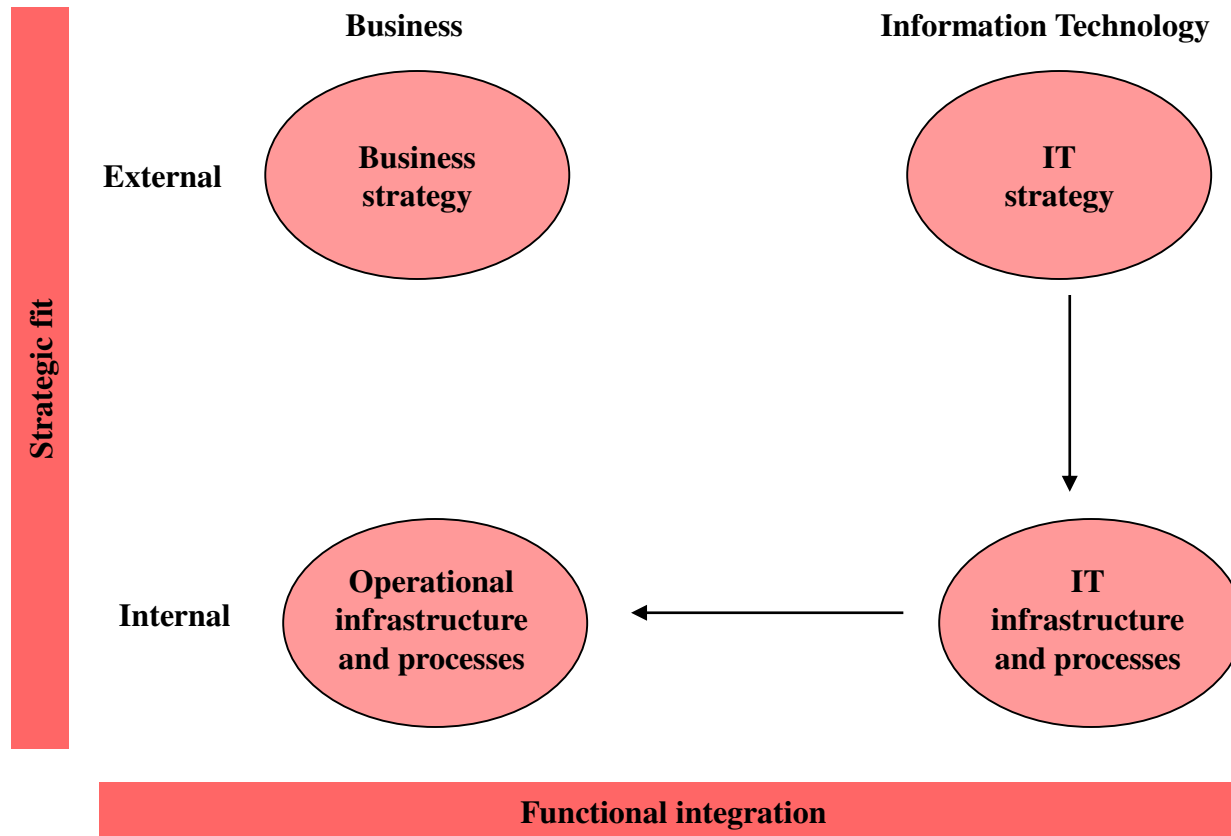 Business
Information Technology
External
Business
strategy
IT
strategy
Strategic fit
Internal
Operational
infrastructure
and processes
IT
infrastructure
and processes
Functional integration